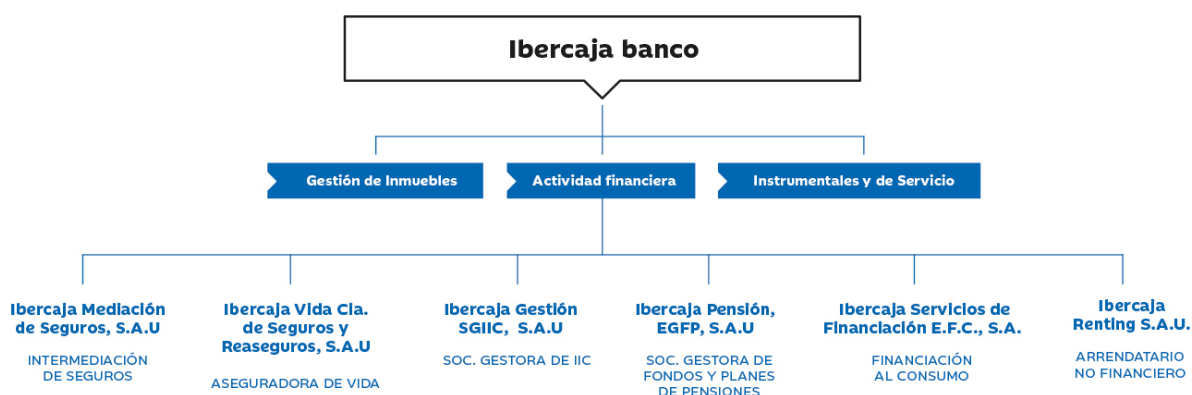 Ibercaja banco
Gestión de Inmuebles
Actividad financiera
Instrumentales y de Servicio
Ibercaja Mediación
de Seguros, S.A.U
INTERMEDIACIÓN
DE SEGUROS
Ibercaja Vida Cia.
de Seguros y
Reaseguros, S.A.U
ASEGURADORA DE VIDA
Ibercaja Gestión
SGIIC, S.A.U
SOC. GESTORA DE IIC
Ibercaja Pensión,
EGFP, S.A.U
SOC. GESTORA DE
FONDOS Y PLANES
DE PENSIONES
Ibercaja Servicios de
Financiación E.F.C., S.A.
FINANCIACIÓN
AL CONSUMO
Ibercaja
Renting S.A.U.
ARRENDATARIO
NO FINANCIERO